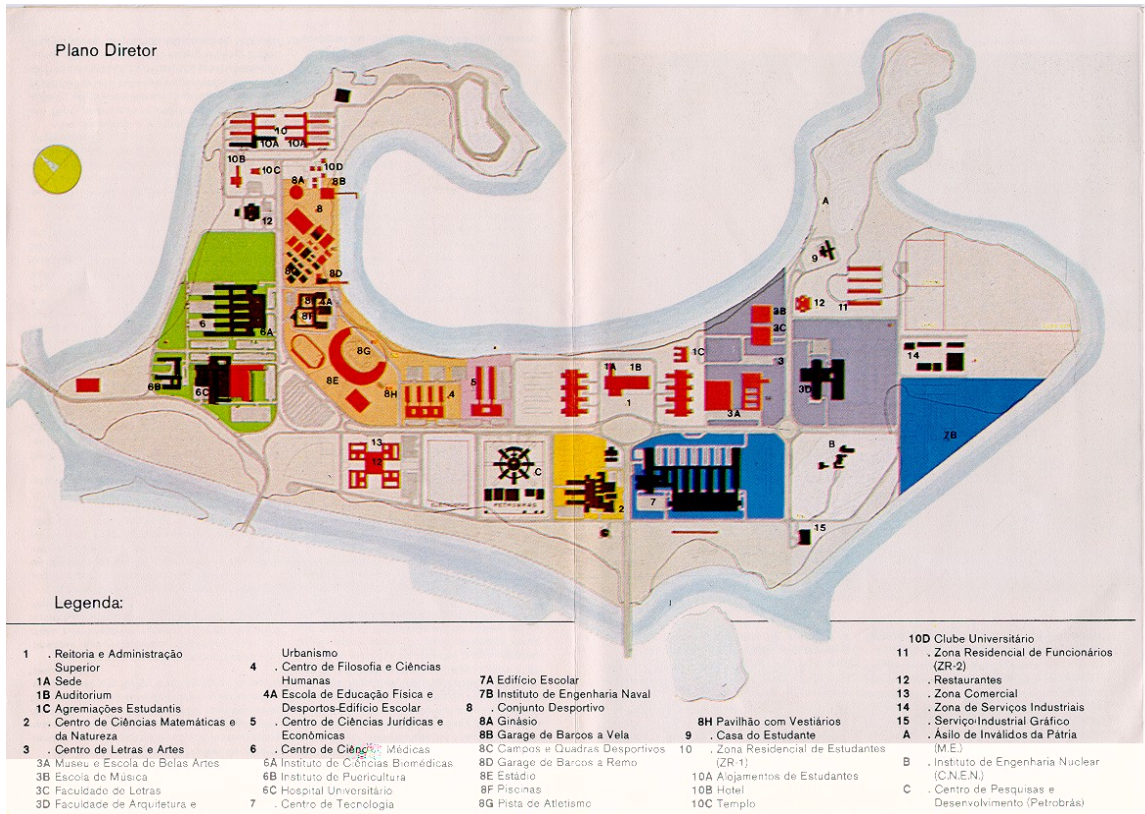 Plano Diretor
10
10A 10A
10B
10C
10D
8A
8B
8
12
8C
8D
4A
8F
6
6A
8G
6B
6C
8E
8H
4
5
1C
1A
1B
1
3B
3C
3
3A
3D
A
9
12
11
14
7B
B
13
12
C
PETROBRÁS
2
7
15
Legenda:
1 . Reitoria e Administração
Superior
1A Sede
1B Auditorium
1C Agremiações Estudantis
2 . Centro de Ciências Matemáticas e
da Natureza
3 . Centro de Letras e Artes
3A Museu e Escola de Belas Artes
3B Escola de Música
3C Faculdade de Letras
3D Faculdade de Arquitetura e
Urbanismo
4 . Centro de Filosofia e Ciências
Humanas
4A Escola de Educação Física e
Desportos-Edifício Escolar
5 . Centro de Ciências Jurídicas e
Econômicas
6 . Centro de Ciências Médicas
6A Instituto de Ciências Biomédicas
6B Instituto de Puericultura
6C Hospital Universitário
7 . Centro de Tecnologia
7A Edifício Escolar
7B Instituto de Engenharia Naval
8 . Conjunto Desportivo
8A Ginásio
8B Garage de Barcos a Vela
8C Campos e Quadras Desportivos
8D Garage de Barcos a Remo
8E Estádio
8F Piscinas
8G Pista de Atletismo
8H Pavilhão com Vestiários
9 . Casa do Estudante
10 . Zona Residencial de Estudantes
(ZR-1)
10A Alojamentos de Estudantes
10B Hotel
10C Templo
10D Clube Universitário
11 . Zona Residencial de Funcionários
(ZR-2)
12 . Restaurantes
13 . Zona Comercial
14 . Zona de Serviços Industriais
15 . Serviço Industrial Gráfico
A . Ásilo de Inválidos da Pátria
(M.E.)
B . Instituto de Engenharia Nuclear
(C.N.E.N.)
C . Centro de Pesquisas e
Desenvolvimento (Petrobrás)